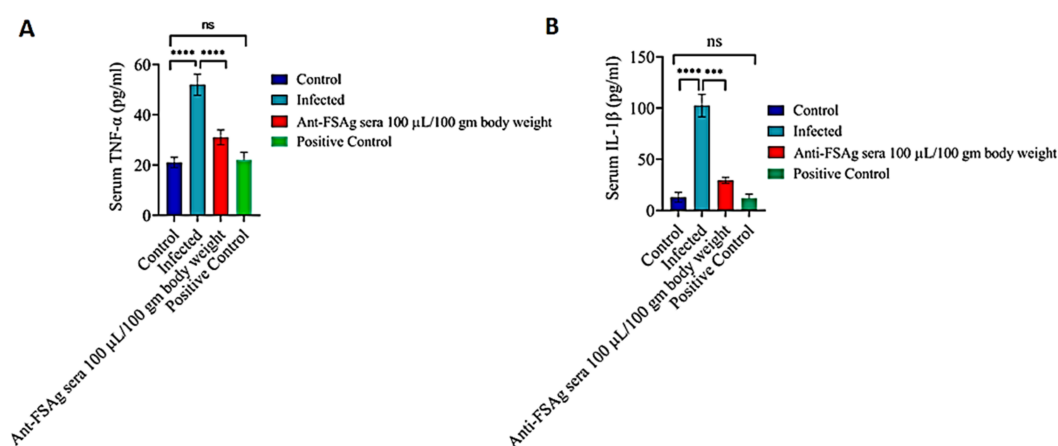 A
ns
**** ****
Serum TNF-α (pg/ml)
60
40
20
0
Control
Infected
Ant-FSAg sera 100 µL/100 gm body weight
Positive Control
Control
Infected
Ant-FSAg sera 100 µL/100 gm body weight
Positive Control
B
ns
**** ***
Serum IL-1β (pg/ml)
150
100
50
0
Control
Infected
Anti-FSAg sera 100 µL/100 gm body weight
Positive Control
Control
Infected
Anti-FSAg sera 100 µL/100 gm body weight
Positive Control